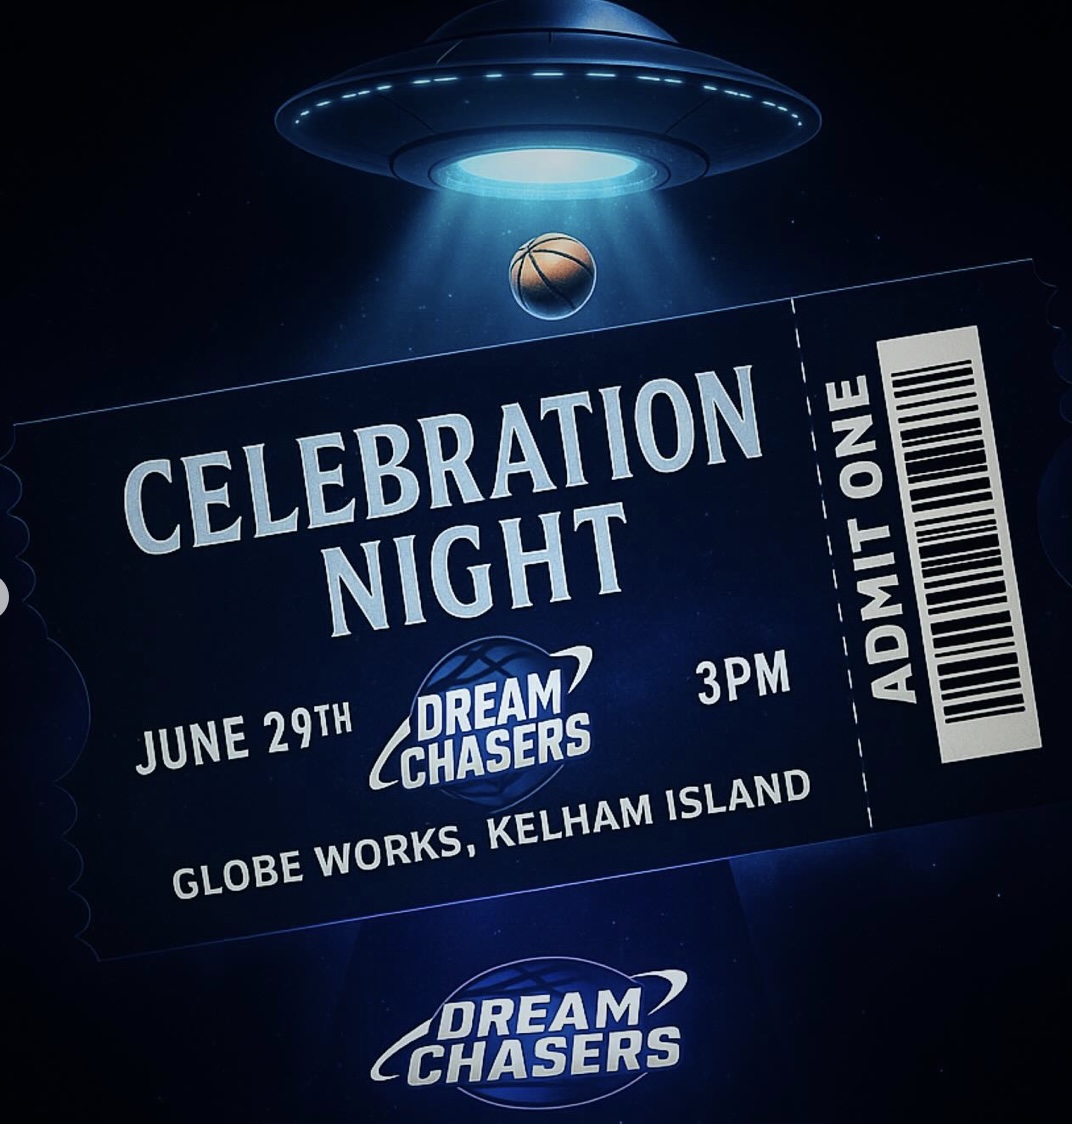 CELEBRATION
NIGHT
JUNE 29TH
DREAM
CHASERS
3PM
GLOBE WORKS, KELHAM ISLAND
ADMIT ONE
DREAM
CHASERS